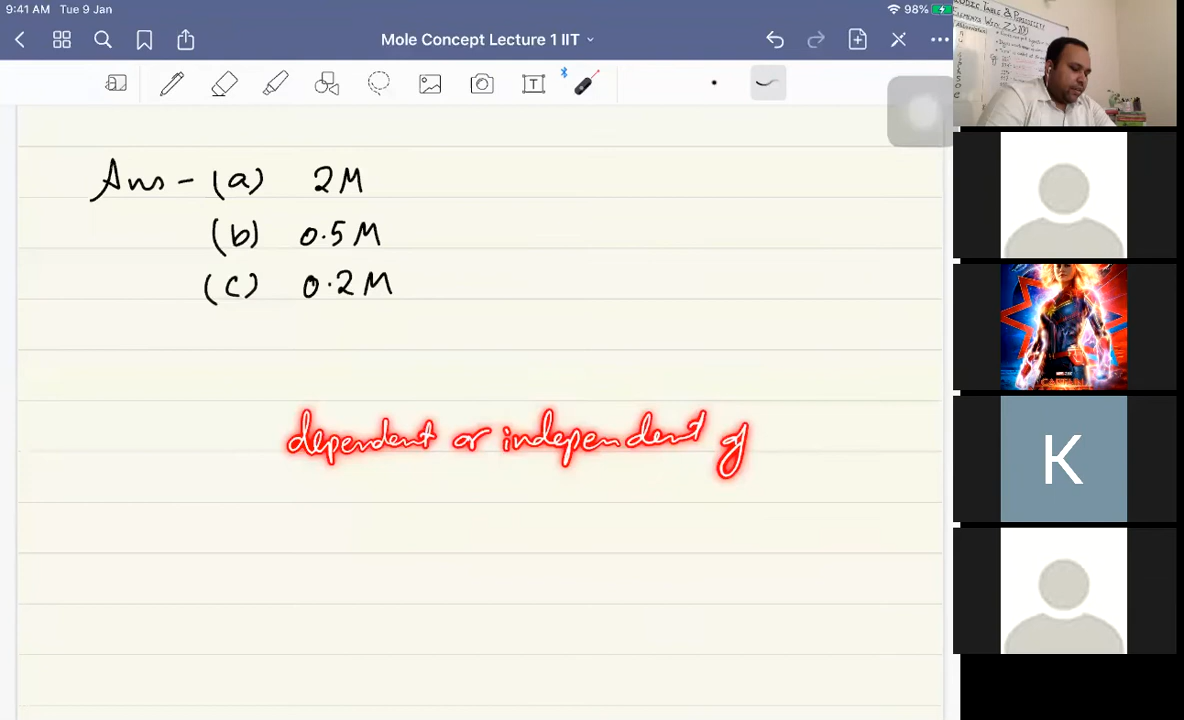 9:41 AM Tue 9 Jan
98%
Mole Concept Lecture 1 IIT
T
Ans - (a) 2M
(b) 0.5M
(c) 0.2M
dependent or independent of
K